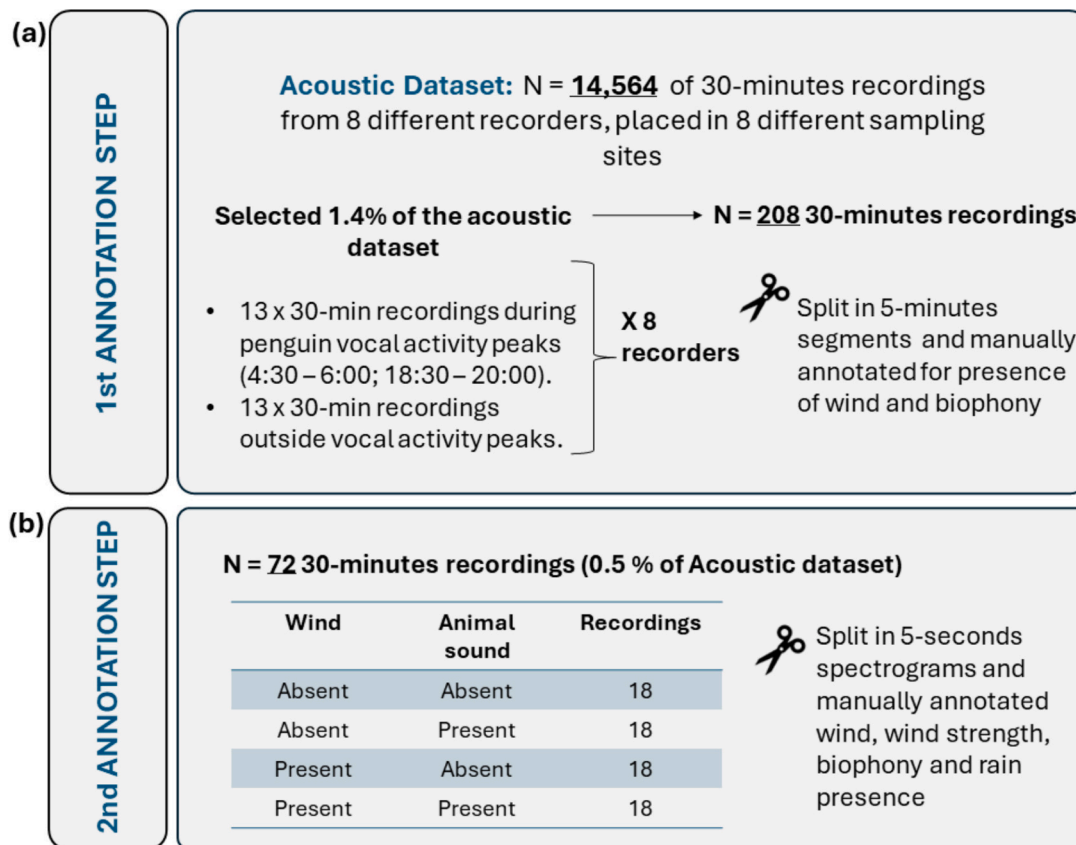 (a)
1st ANNOTATION STEP
Acoustic Dataset: N = 14,564 of 30-minutes recordings
from 8 different recorders, placed in 8 different sampling
sites
Selected 1.4% of the acoustic
dataset
N = 208 30-minutes recordings
• 13 x 30-min recordings during
penguin vocal activity peaks
(4:30 – 6:00; 18:30 – 20:00).
• 13 x 30-min recordings
outside vocal activity peaks.
X 8
recorders
Split in 5-minutes
segments and manually
annotated for presence
of wind and biophony
(b)
2nd ANNOTATION STEP
N = 72 30-minutes recordings (0.5 % of Acoustic dataset)
Wind Animal sound Recordings
Absent Absent 18
Absent Present 18
Present Absent 18
Present Present 18
Split in 5-seconds
spectrograms and
manually annotated
wind, wind strength,
biophony and rain
presence